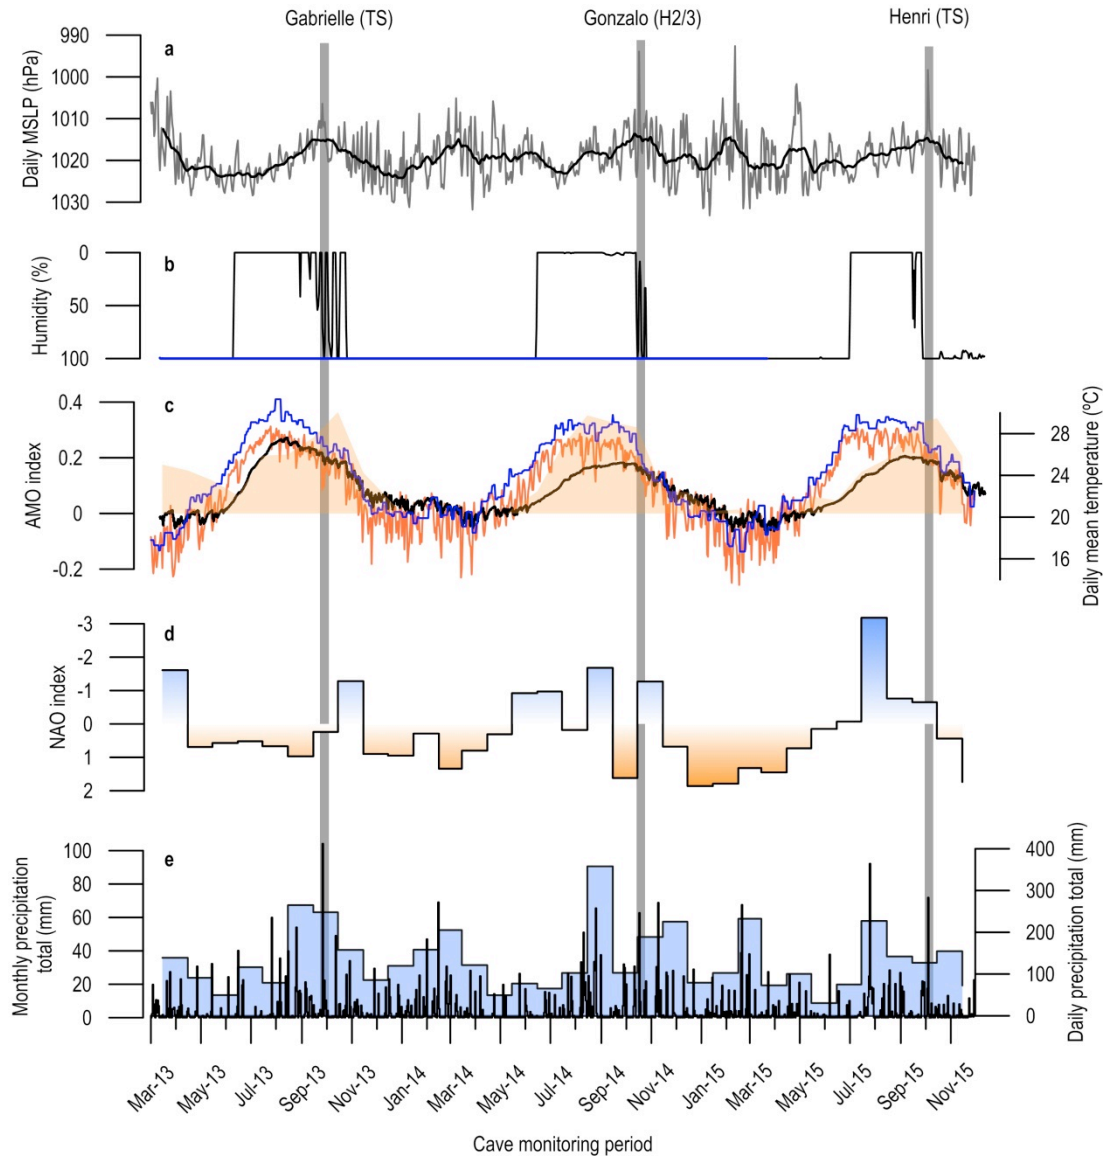 Gabrielle (TS) Gonzalo (H2/3) Henri (TS)
a
Daily MSLP (hPa)
990
1000
1010
1020
1030
b
Humidity (%)
0
50
100
c
AMO index
0.4
0.2
0
-0.2
28
24
20
16
Daily mean temperature (ºC)
d
NAO index
-3
-2
-1
0
1
2
e
Monthly precipitation
total (mm)
100
80
60
40
20
0
400
300
200
100
0
Daily precipitation total (mm)
Mar-13 May-13 Jul-13 Sep-13 Nov-13 Jan-14 Mar-14 May-14 Jul-14 Sep-14 Nov-14 Jan-15 Mar-15 May-15 Jul-15 Sep-15 Nov-15
Cave monitoring period